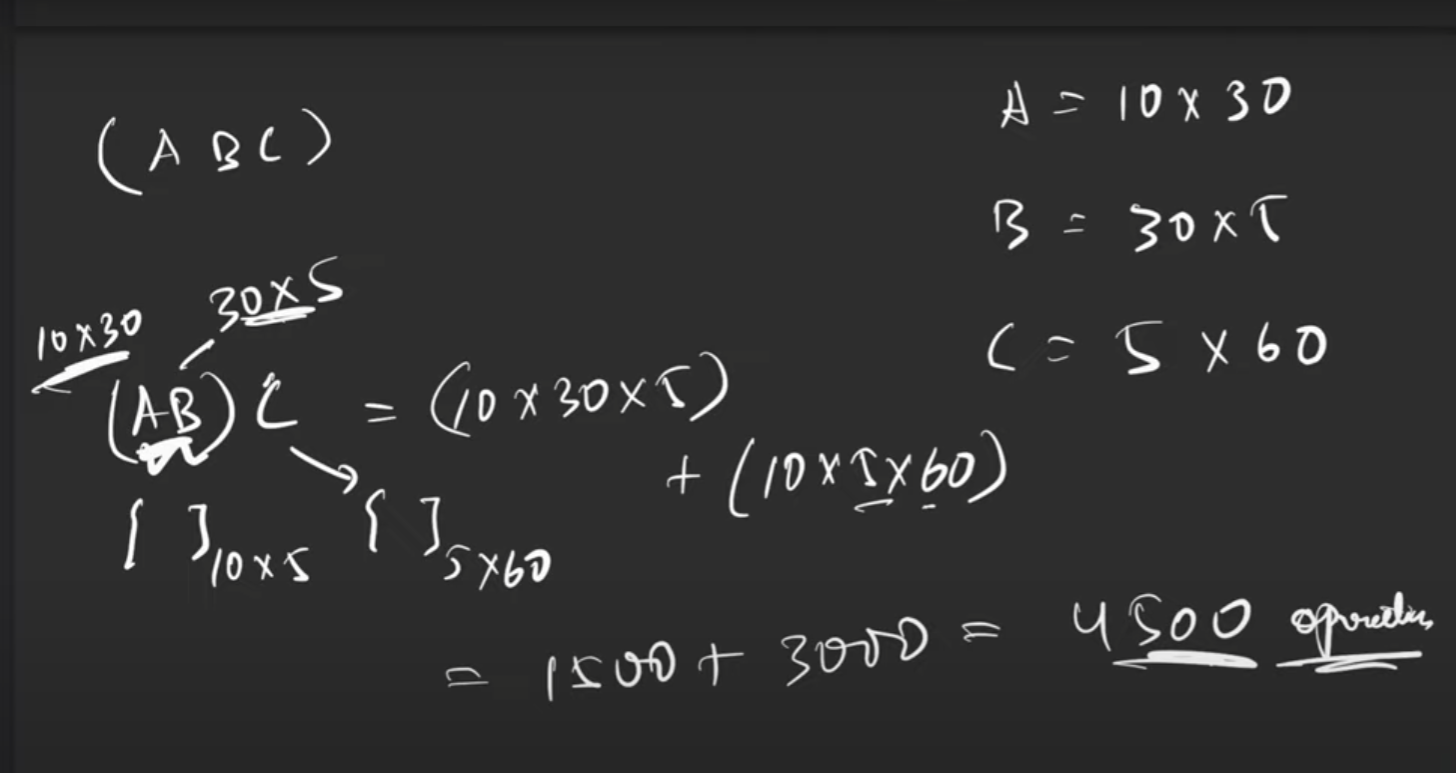 (ABC)
A = 10 x 30
B = 30 x 5
C = 5 x 60
10x30
30x5
(AB) C = (10 x 30 x 5)
+ (10 x 5 x 60)
[ ]10x5 [ ]5x60
= 1500 + 3000 = 4500